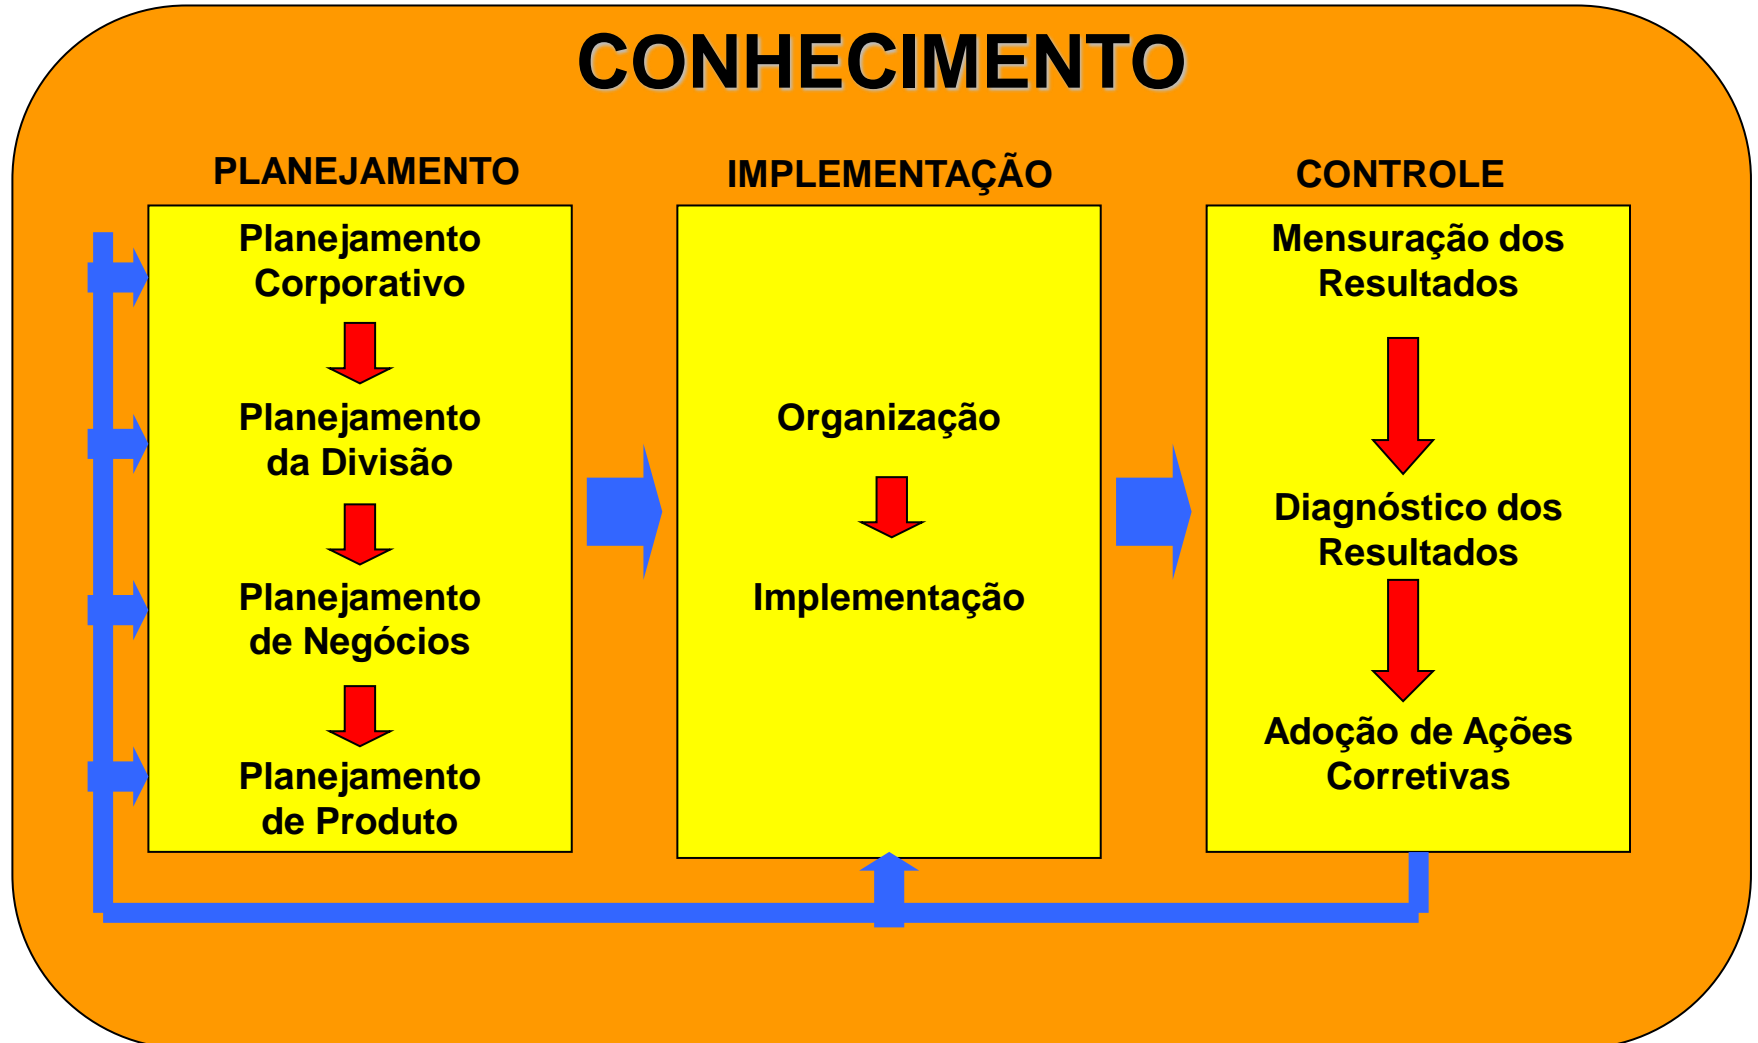 CONHECIMENTO
PLANEJAMENTO
Planejamento
Corporativo
Planejamento
da Divisão
Planejamento
de Negócios
Planejamento
de Produto
IMPLEMENTAÇÃO
Organização
Implementação
CONTROLE
Mensuração dos
Resultados
Diagnóstico dos
Resultados
Adoção de Ações
Corretivas